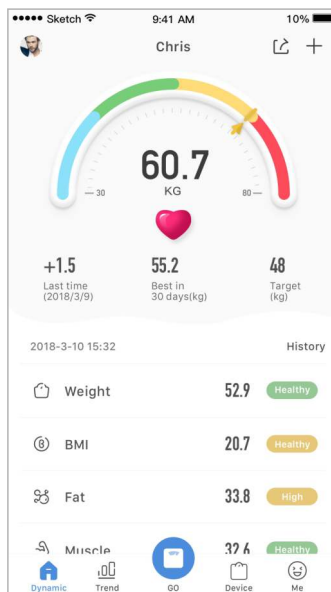 Sketch 9:41 AM 10%
Chris
60.7
KG
30 80
+1.5 55.2 48
Last time Best in Target
(2018/3/9) 30 days(kg) (kg)
2018-3-10 15:32 History
Weight 52.9 Healthy
BMI 20.7 Healthy
Fat 33.8 High
Muscle 32.6 Healthy
Dynamic Trend GO Device Me